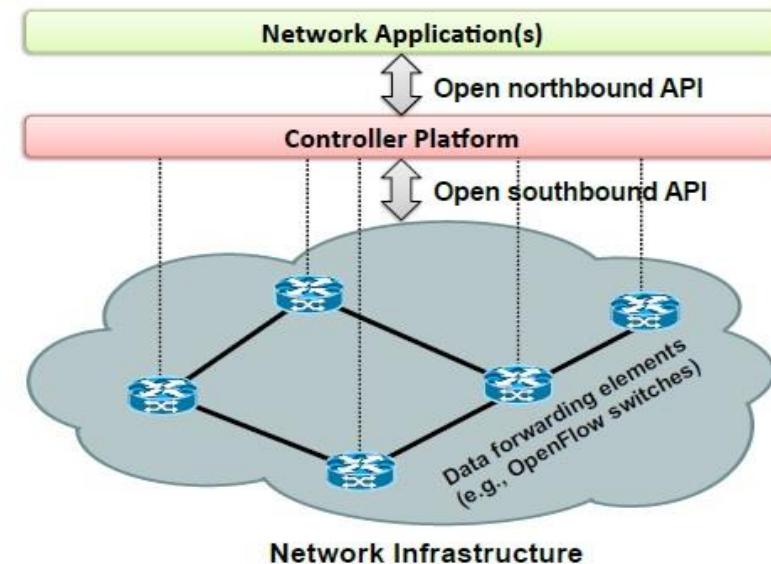 Network Application(s)
Open northbound API
Controller Platform
Open southbound API
Data forwarding elements
(e.g., OpenFlow switches)
Network Infrastructure